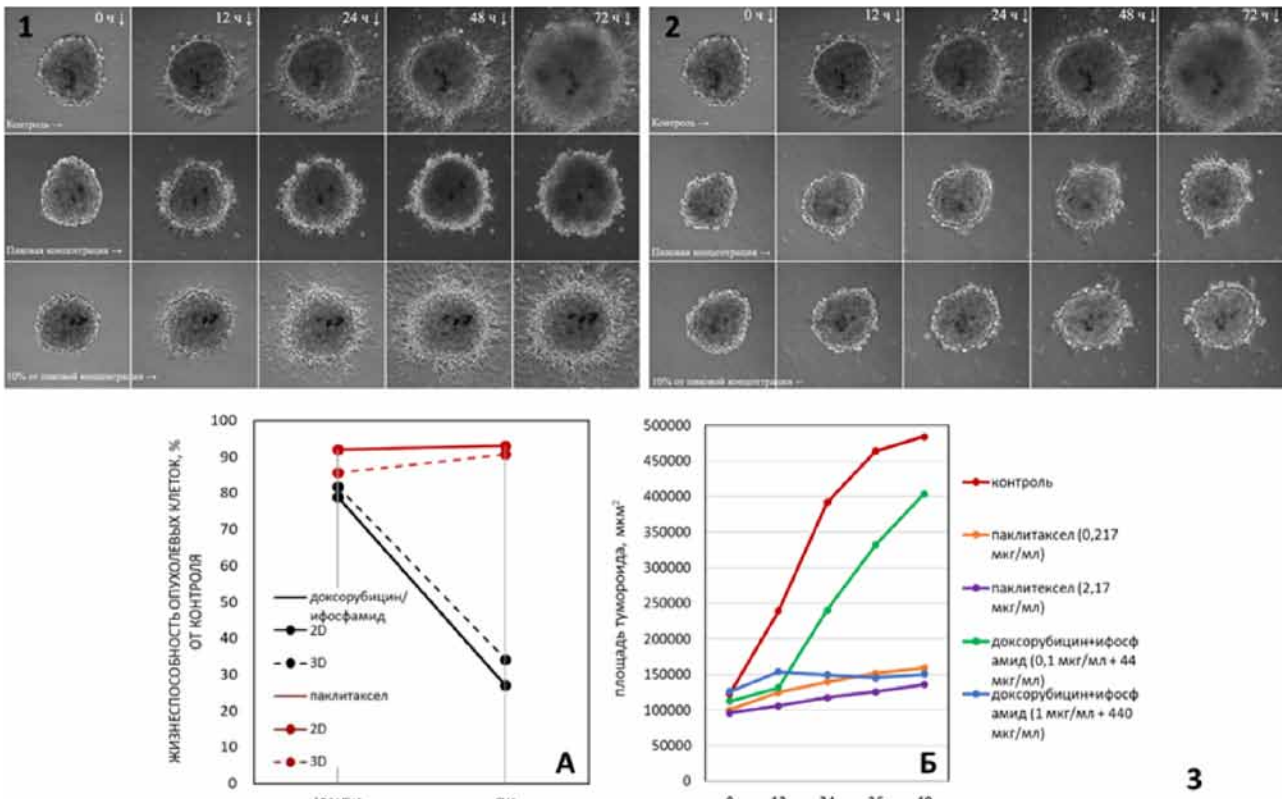 1
0 ч ↓ 12 ч ↓ 24 ч ↓ 48 ч ↓ 72 ч ↓
Контроль →
Пиковая концентрация →
10% от пиковой концентрации →
2
0 ч ↓ 12 ч ↓ 24 ч ↓ 48 ч ↓ 72 ч ↓
Контроль →
Пиковая концентрация →
10% от пиковой концентрации
ЖИЗНЕСПОСОБНОСТЬ ОПУХОЛЕВЫХ КЛЕТОК, %
ОТ КОНТРОЛЯ
100
90
80
70
60
50
40
30
20
10
0
доксорубицин/
ифосфамид
2D
3D
паклитаксел
2D
3D
А
площадь тумороида, мкм²
500000
450000
400000
350000
300000
250000
200000
150000
100000
50000
0
Б
контроль
паклитаксел (0,217
мкг/мл)
паклитексел (2,17
мкг/мл)
доксорубицин+ифосф
амид (0,1 мкг/мл + 44
мкг/мл)
доксорубицин+ифосф
амид (1 мкг/мл + 440
мкг/мл)
3